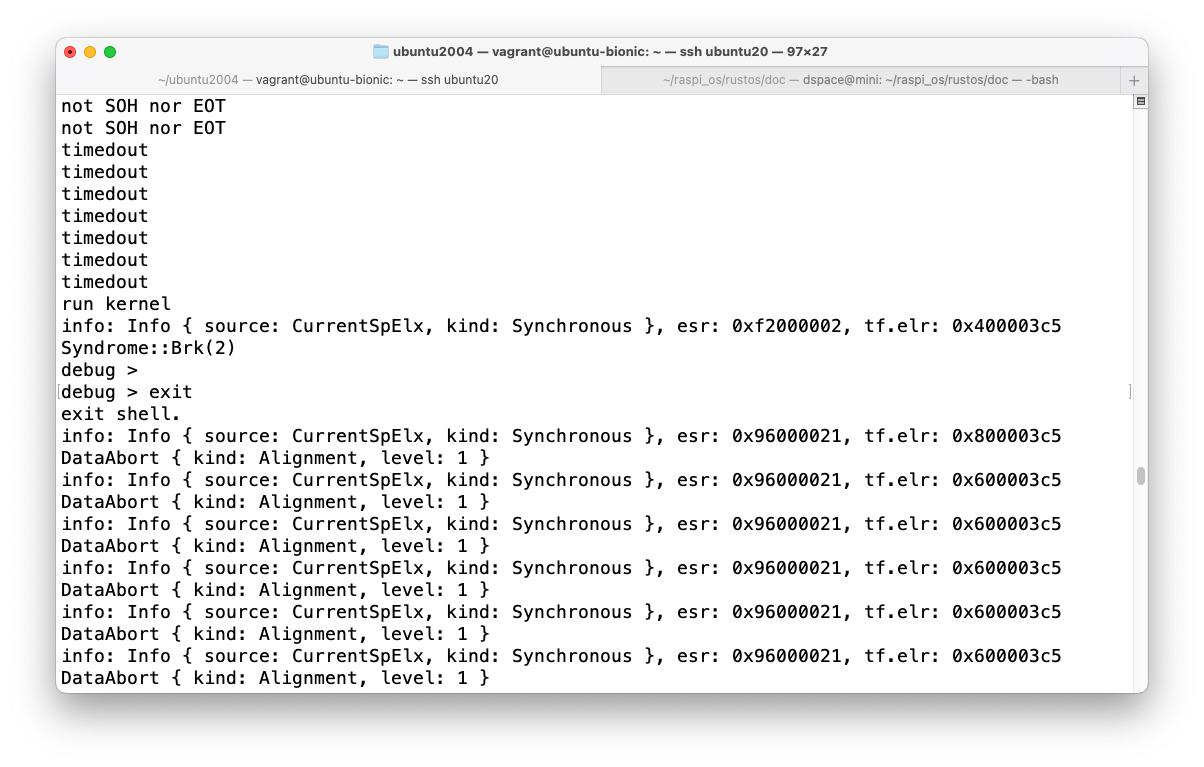 ubuntu2004 — vagrant@ubuntu-bionic: ~ — ssh ubuntu20 — 97×27
~/ubuntu2004 — vagrant@ubuntu-bionic: ~ — ssh ubuntu20
~/raspi_os/rustos/doc — dspace@mini: ~/raspi_os/rustos/doc — -bash
+
not SOH nor EOT
not SOH nor EOT
timedout
timedout
timedout
timedout
timedout
timedout
timedout
run kernel
info: Info { source: CurrentSpElx, kind: Synchronous }, esr: 0xf2000002, tf.elr: 0x400003c5
Syndrome::Brk(2)
debug >
[debug > exit ]
exit shell.
info: Info { source: CurrentSpElx, kind: Synchronous }, esr: 0x96000021, tf.elr: 0x800003c5
DataAbort { kind: Alignment, level: 1 }
info: Info { source: CurrentSpElx, kind: Synchronous }, esr: 0x96000021, tf.elr: 0x600003c5
DataAbort { kind: Alignment, level: 1 }
info: Info { source: CurrentSpElx, kind: Synchronous }, esr: 0x96000021, tf.elr: 0x600003c5
DataAbort { kind: Alignment, level: 1 }
info: Info { source: CurrentSpElx, kind: Synchronous }, esr: 0x96000021, tf.elr: 0x600003c5
DataAbort { kind: Alignment, level: 1 }
info: Info { source: CurrentSpElx, kind: Synchronous }, esr: 0x96000021, tf.elr: 0x600003c5
DataAbort { kind: Alignment, level: 1 }
info: Info { source: CurrentSpElx, kind: Synchronous }, esr: 0x96000021, tf.elr: 0x600003c5
DataAbort { kind: Alignment, level: 1 }